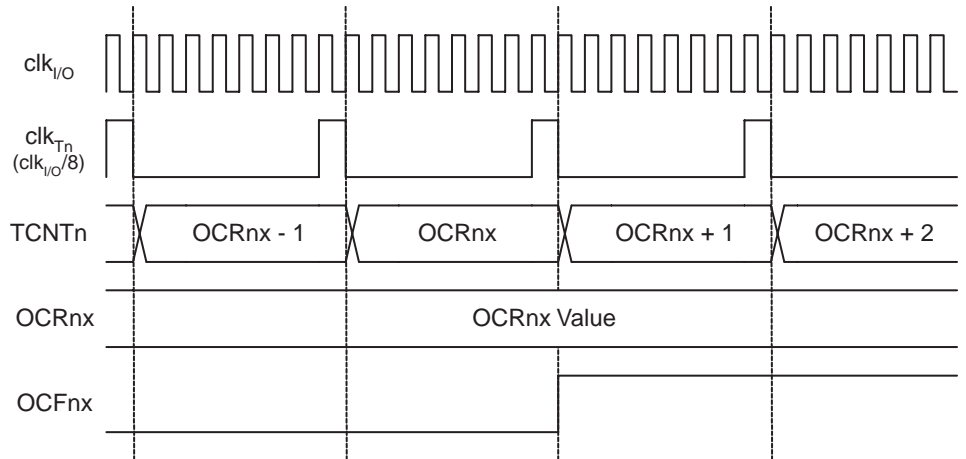 clkI/O
clkTn
(clkI/O/8)
TCNTn OCRnx - 1 OCRnx OCRnx + 1 OCRnx + 2
OCRnx OCRnx Value
OCFnx